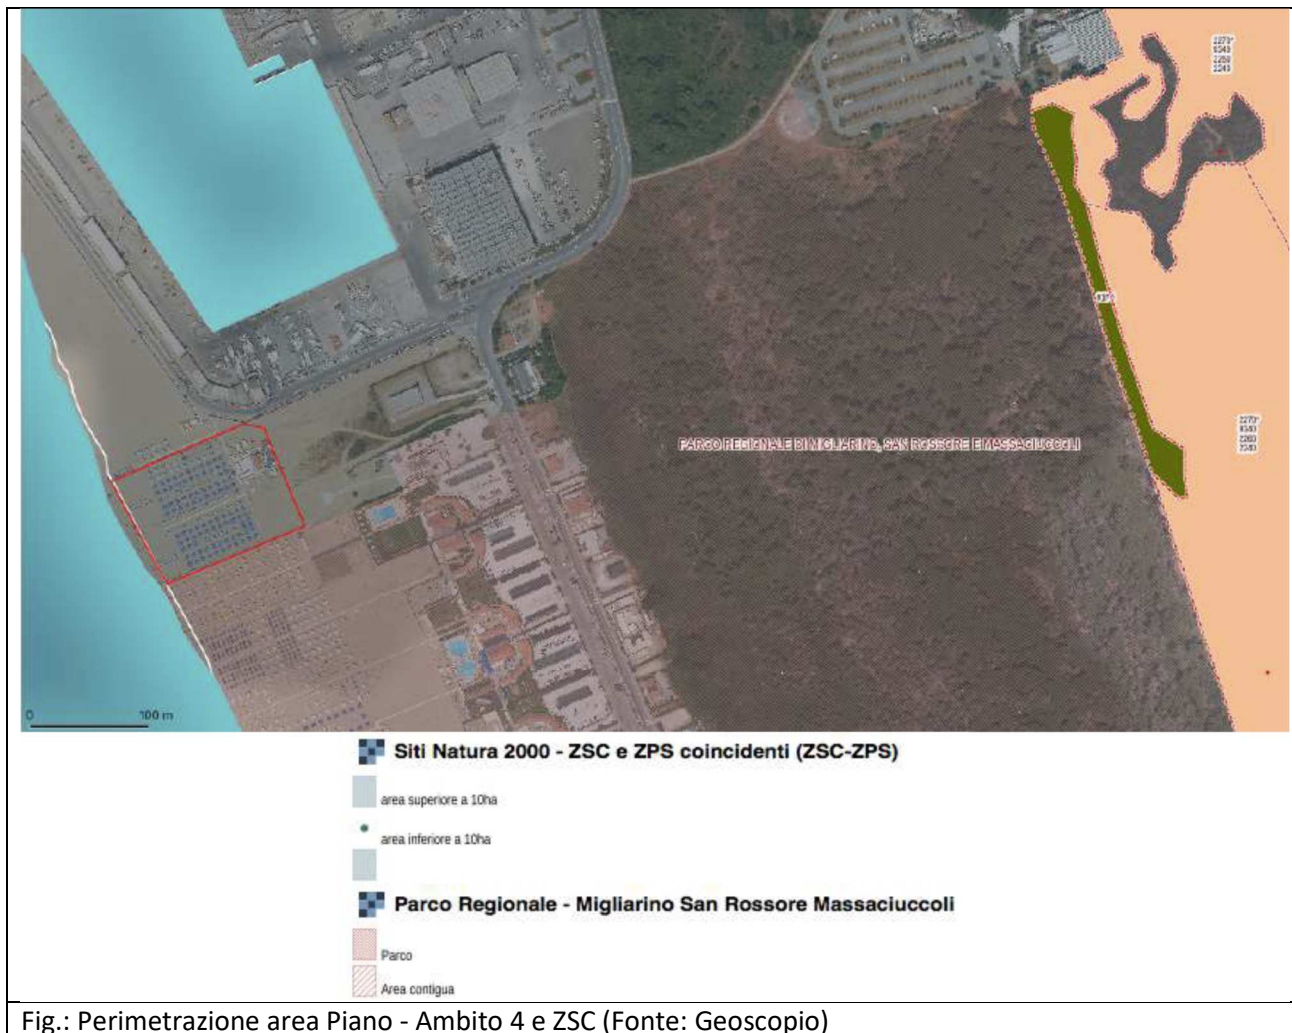 2270*
PARCO REGIONALE DI MIGLIARINO, SAN ROSSORE E MASSACIUCCOLI
2270*
0 100 m
Siti Natura 2000 - ZSC e ZPS coincidenti (ZSC-ZPS)
area superiore a 10ha
area inferiore a 10ha
Parco Regionale - Migliarino San Rossore Massaciuccoli
Parco
Area contigua
Fig.: Perimetrazione area Piano - Ambito 4 e ZSC (Fonte: Geoscopio)